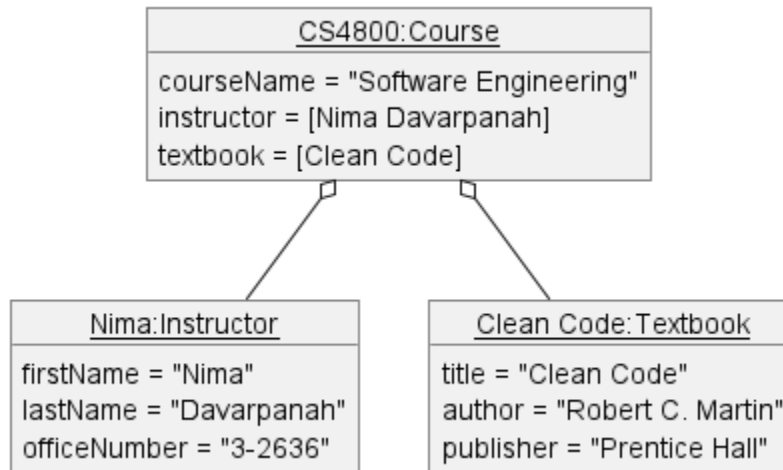 CS4800:Course
courseName = "Software Engineering"
instructor = [Nima Davarpanah]
textbook = [Clean Code]
Nima:Instructor
firstName = "Nima"
lastName = "Davarpanah"
officeNumber = "3-2636"
Clean Code:Textbook
title = "Clean Code"
author = "Robert C. Martin"
publisher = "Prentice Hall"